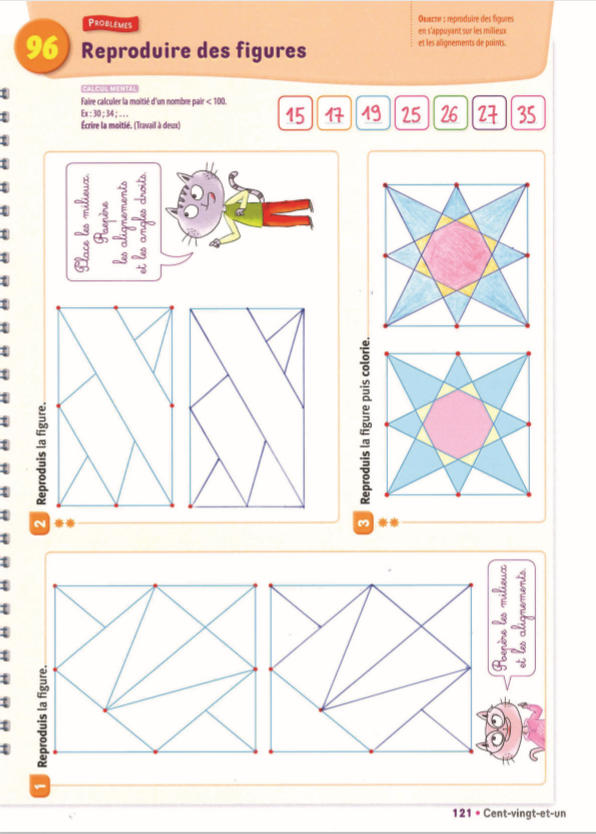 96
PROBLÈMES
Reproduire des figures
OBJECTIF : reproduire des figures
en s'appuyant sur les milieux
et les alignements de points.
CALCUL MENTAL
Faire calculer la moitié d'un nombre pair < 100.
Ex : 30 ; 34 ; …
Écrire la moitié. (Travail à deux)
15 17 19 25 26 27 35
1 Reproduis la figure.
Repère les milieux
et les alignements.
2 Reproduis la figure.
Place les milieux.
Repère
les alignements
et les angles droits.
3 Reproduis la figure puis colorie.
121 • Cent-vingt-et-un